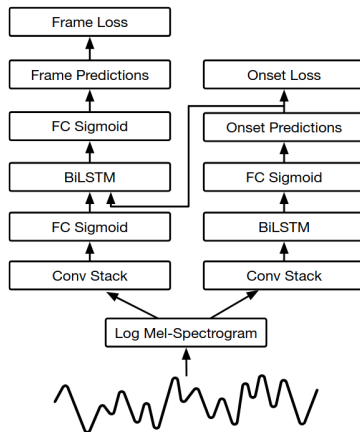 Frame Loss
Frame Predictions
Onset Loss
FC Sigmoid
Onset Predictions
BiLSTM
FC Sigmoid
FC Sigmoid
BiLSTM
Conv Stack
Conv Stack
Log Mel-Spectrogram